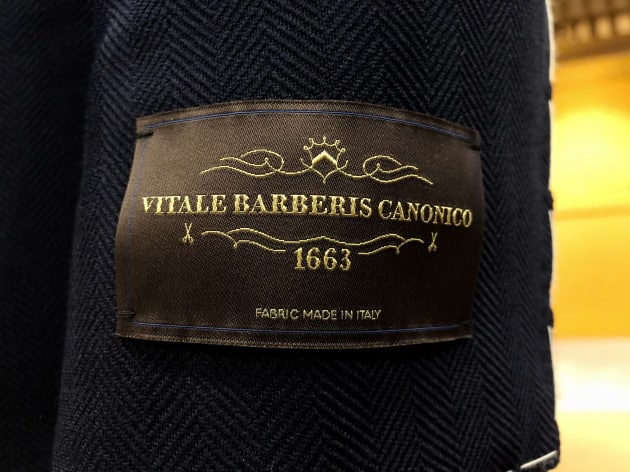 VITALE BARBERIS CANONICO
1663
FABRIC MADE IN ITALY